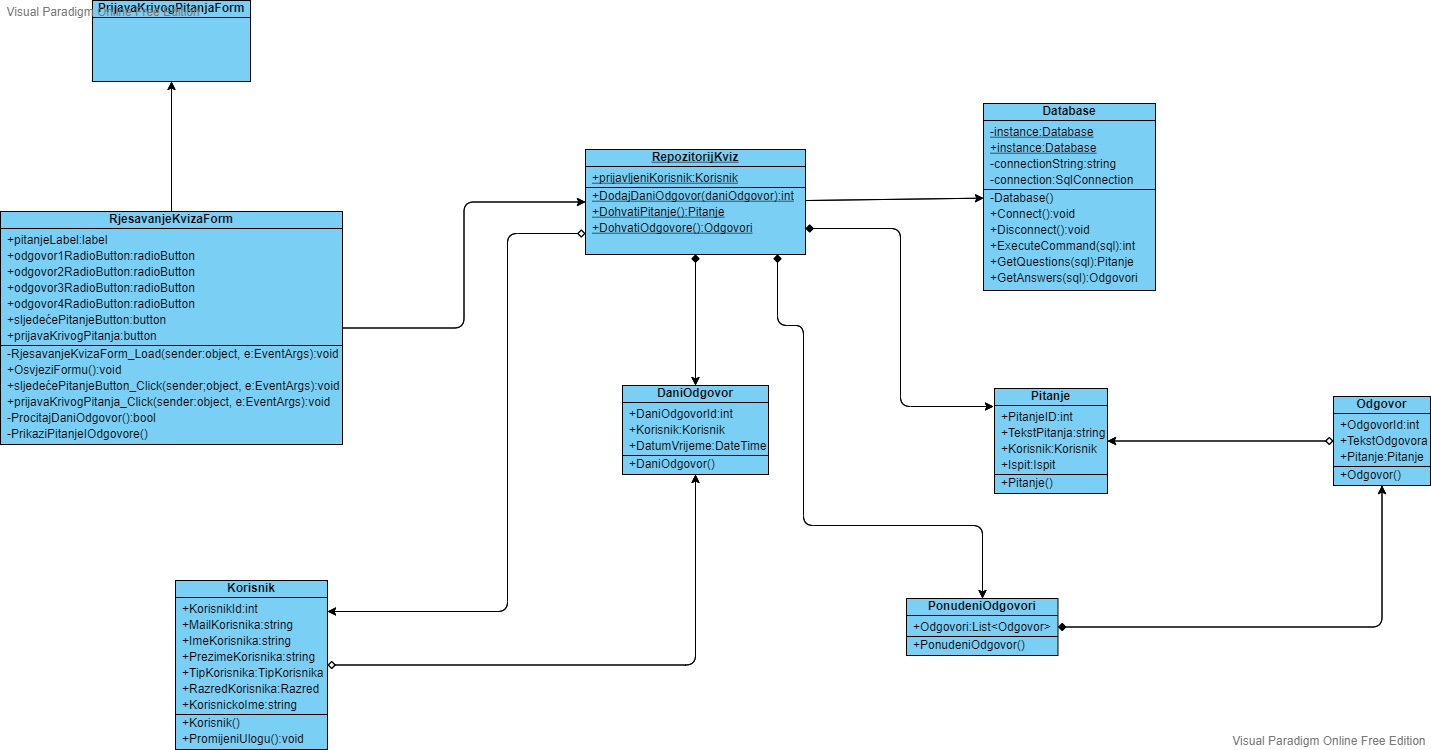 Visual Paradigm Online Free Edition
PrijavaKrivogPitanjaForm
RjesavanjeKvizaForm
+pitanjeLabel:label
+odgovor1RadioButton:radioButton
+odgovor2RadioButton:radioButton
+odgovor3RadioButton:radioButton
+odgovor4RadioButton:radioButton
+sljedećePitanjeButton:button
+prijavaKrivogPitanja:button
-RjesavanjeKvizaForm_Load(sender:object, e:EventArgs):void
+OsvjeziFormu():void
+sljedećePitanjeButton_Click(sender;object, e:EventArgs):void
+prijavaKrivogPitanja_Click(sender:object, e:EventArgs):void
-ProcitajDaniOdgovor():bool
-PrikaziPitanjeIOdgovore()
RepozitorijKviz
+prijavljeniKorisnik:Korisnik
+DodajDaniOdgovor(daniOdgovor):int
+DohvatiPitanje():Pitanje
+DohvatiOdgovore():Odgovori
Database
-instance:Database
+instance:Database
-connectionString:string
-connection:SqlConnection
-Database()
+Connect():void
+Disconnect():void
+ExecuteCommand(sql):int
+GetQuestions(sql):Pitanje
+GetAnswers(sql):Odgovori
DaniOdgovor
+DaniOdgovorId:int
+Korisnik:Korisnik
+DatumVrijeme:DateTime
+DaniOdgovor()
Pitanje
+PitanjeID:int
+TekstPitanja:string
+Korisnik:Korisnik
+Ispit:Ispit
+Pitanje()
Odgovor
+OdgovorId:int
+TekstOdgovora
+Pitanje:Pitanje
+Odgovor()
Korisnik
+KorisnikId:int
+MailKorisnika:string
+ImeKorisnika:string
+PrezimeKorisnika:string
+TipKorisnika:TipKorisnika
+RazredKorisnika:Razred
+KorisnickoIme:string
+Korisnik()
+PromijeniUlogu():void
PonudeniOdgovori
+Odgovori:List<Odgovor>
+PonudeniOdgovor()
Visual Paradigm Online Free Edition